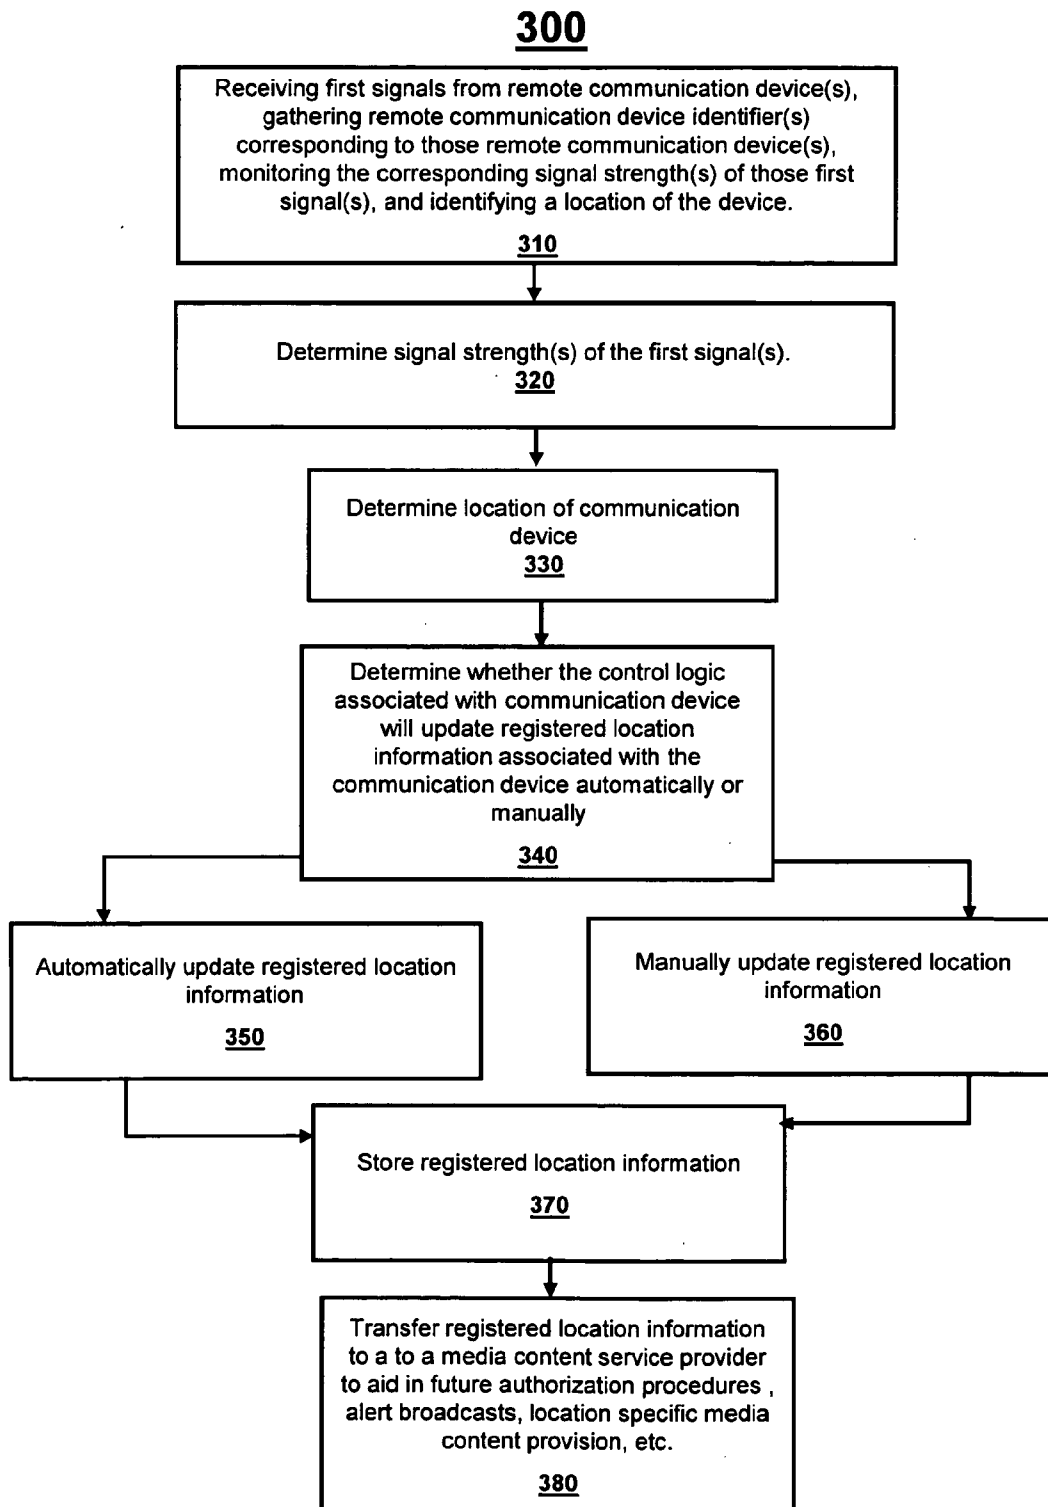 300
Receiving first signals from remote communication device(s),
gathering remote communication device identifier(s)
corresponding to those remote communication device(s),
monitoring the corresponding signal strength(s) of those first
signal(s), and identifying a location of the device.
310
Determine signal strength(s) of the first signal(s).
320
Determine location of communication
device
330
Determine whether the control logic
associated with communication device
will update registered location
information associated with the
communication device automatically or
manually
340
Automatically update registered location
information
350
Manually update registered location
information
360
Store registered location information
370
Transfer registered location information
to a to a media content service provider
to aid in future authorization procedures ,
alert broadcasts, location specific media
content provision, etc.
380